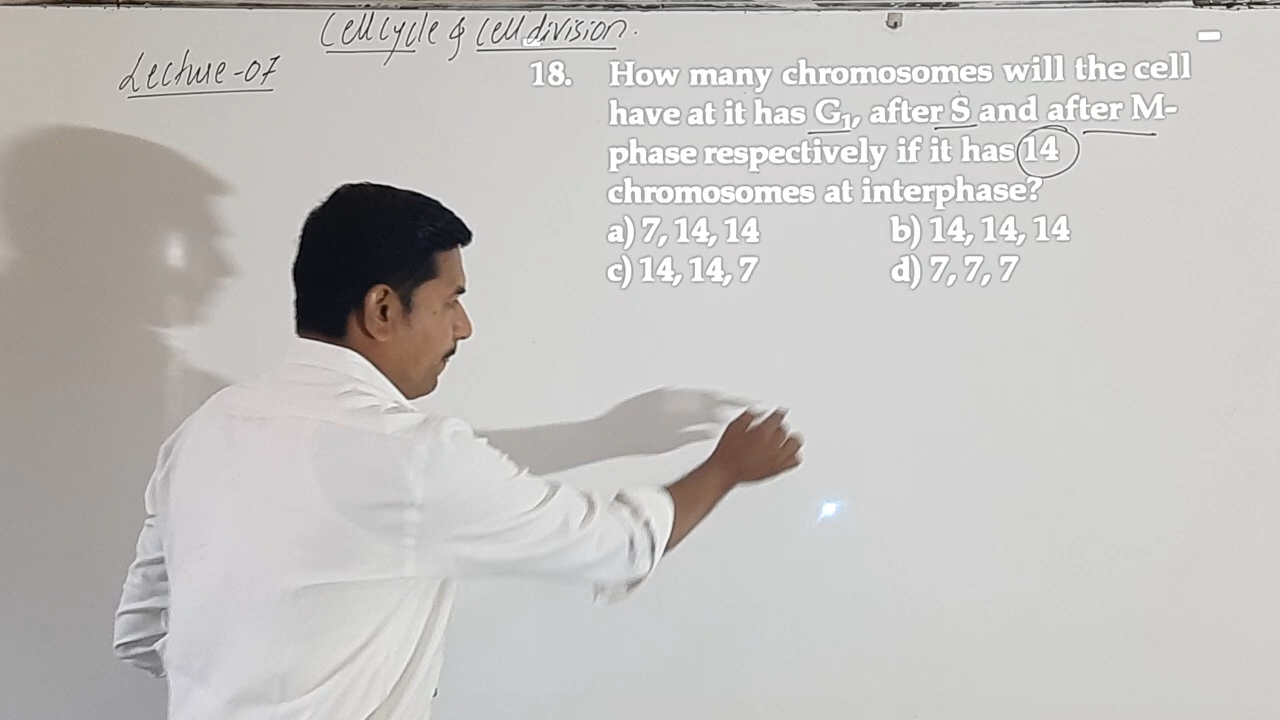 Cell cycle & cell division.
Lecture-07
18. How many chromosomes will the cell
have at it has G₁, after S and after M-
phase respectively if it has 14
chromosomes at interphase?
a) 7, 14, 14 b) 14, 14, 14
c) 14, 14, 7 d) 7, 7, 7